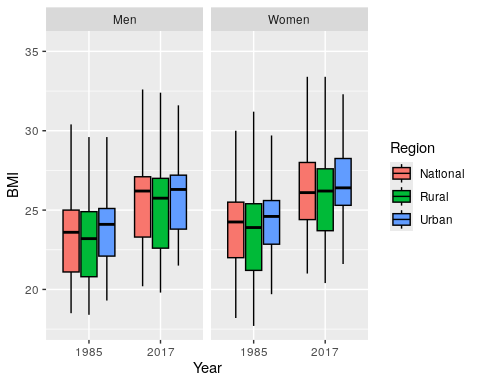 Men Women
35
30
25
20
BMI
1985 2017 1985 2017
Year
Region
National
Rural
Urban